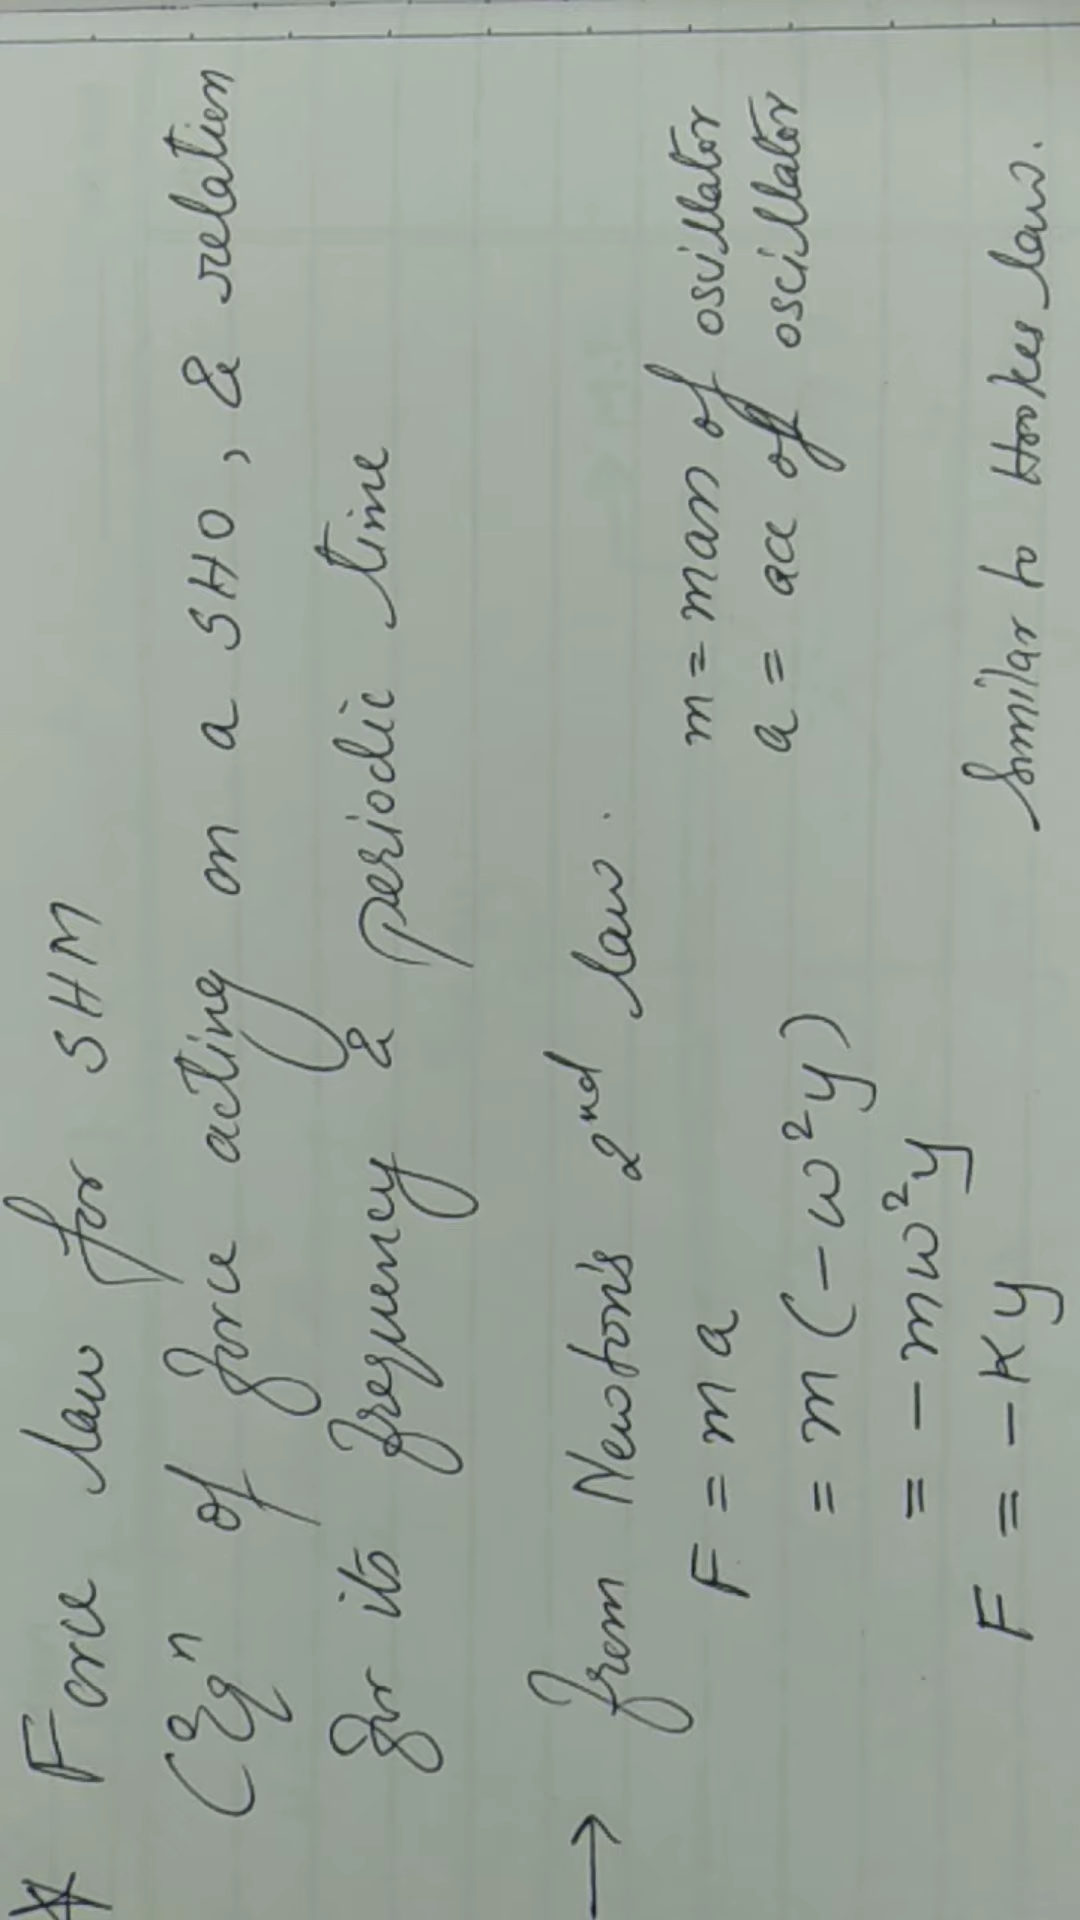 * Force law for SHM
(Eqⁿ of force acting on a SHO, & relation
for its frequency & periodic time
→ from Newton's 2nd law.
F = ma m = mass of oscillator
= m(-ω²y) a = acc of oscillator
= -mω²y
F = -Ky Similar to Hookes law.